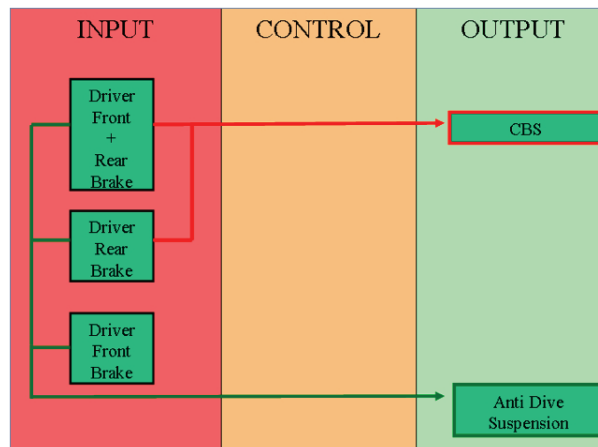 INPUT
CONTROL
OUTPUT
Driver
Front
+
Rear
Brake
CBS
Driver
Rear
Brake
Driver
Front
Brake
Anti Dive
Suspension